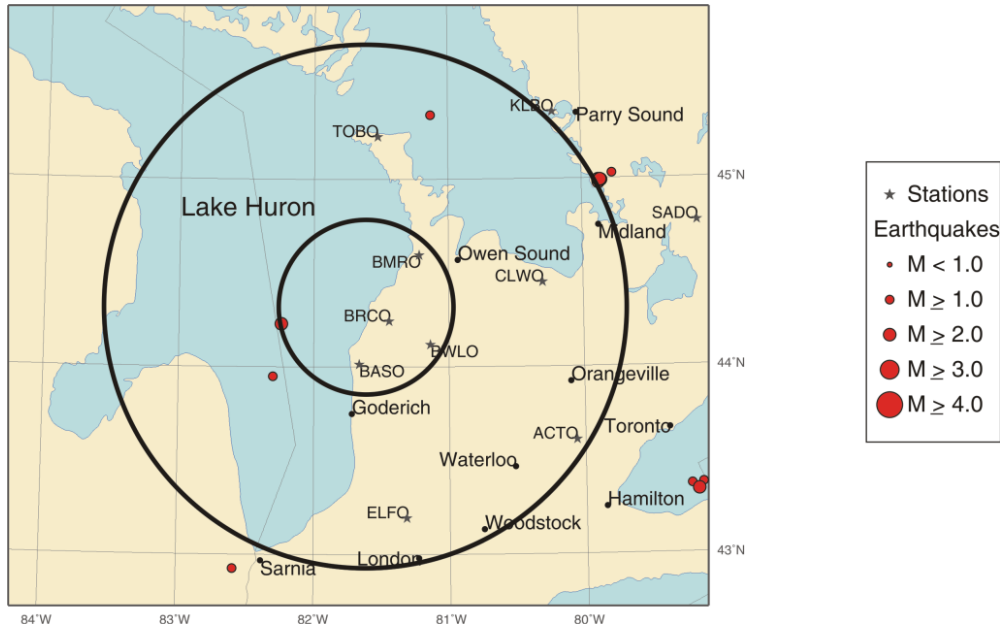 KLBO
Parry Sound
TOBO
45°N
Lake Huron
SADO
Midland
Owen Sound
BMRO
CLWO
BRCO
BWLO
44°N
BASO
Orangeville
Goderich
Toronto
ACTO
Waterloo
Hamilton
ELFO
Woodstock
43°N
London
Sarnia
84°W 83°W 82°W 81°W 80°W
Stations
Earthquakes
M < 1.0
M ≥ 1.0
M ≥ 2.0
M ≥ 3.0
M ≥ 4.0